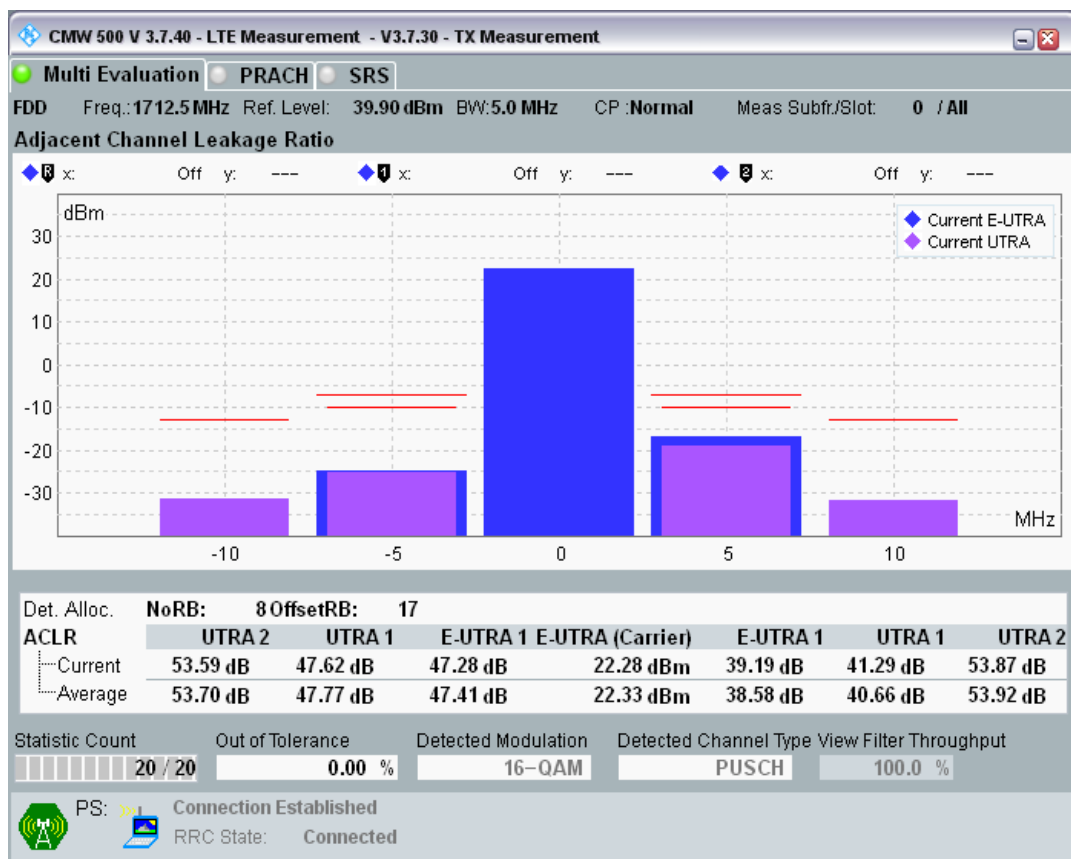 CMW 500 V 3.7.40 - LTE Measurement - V3.7.30 - TX Measurement
Multi Evaluation PRACH SRS
FDD Freq.: 1712.5 MHz Ref. Level: 39.90 dBm BW: 5.0 MHz CP : Normal Meas Subfr./Slot: 0 / All
Adjacent Channel Leakage Ratio
R x: Off y: --- 1 x: Off y: --- 2 x: Off y: ---
dBm
Current E-UTRA
Current UTRA
30
20
10
0
-10
-20
-30
MHz
-10 -5 0 5 10
Det. Alloc. NoRB: 8 OffsetRB: 17
ACLR UTRA 2 UTRA 1 E-UTRA 1 E-UTRA (Carrier) E-UTRA 1 UTRA 1 UTRA 2
Current 53.59 dB 47.62 dB 47.28 dB 22.28 dBm 39.19 dB 41.29 dB 53.87 dB
Average 53.70 dB 47.77 dB 47.41 dB 22.33 dBm 38.58 dB 40.66 dB 53.92 dB
Statistic Count Out of Tolerance Detected Modulation Detected Channel Type View Filter Throughput
20 / 20 0.00 % 16-QAM PUSCH 100.0 %
PS: Connection Established
RRC State: Connected